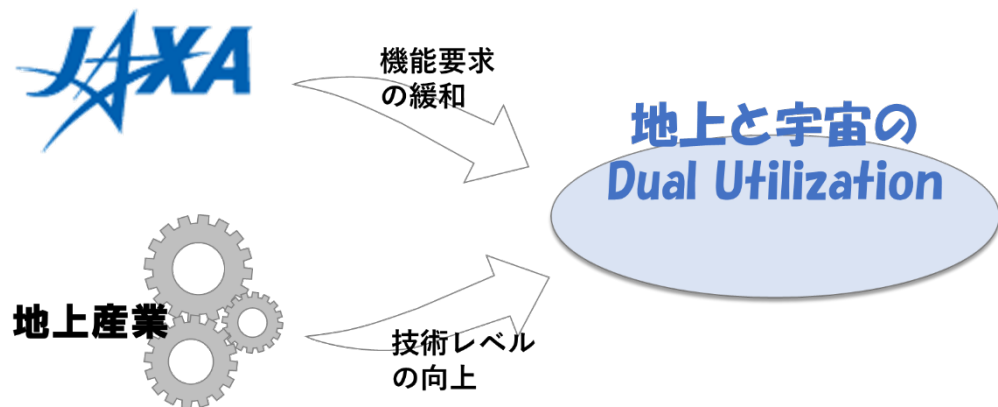 JAXA
機能要求
の緩和
地上と宇宙の
Dual Utilization
地上産業
技術レベル
の向上